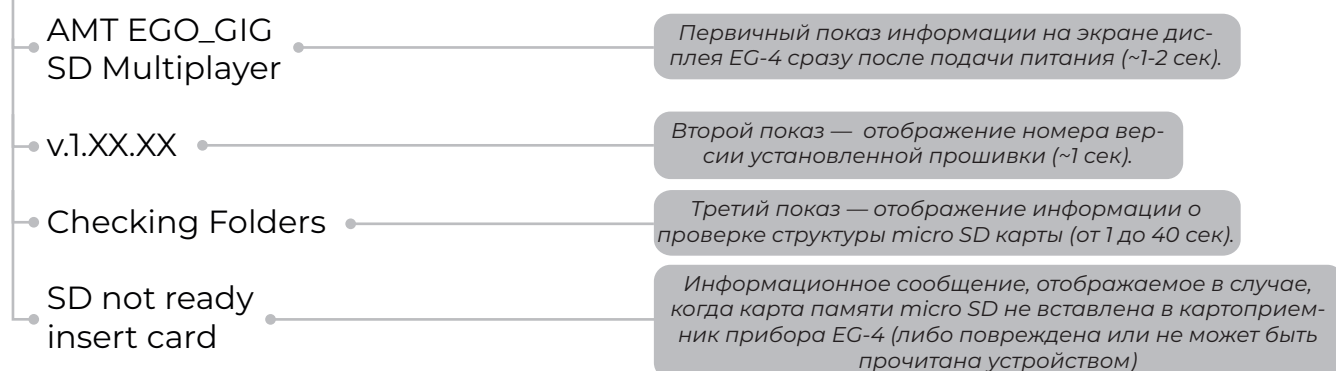 AMT EGO_GIG
SD Multiplayer
Первичный показ информации на экране дис-
плея EG-4 сразу после подачи питания (~1-2 сек).
v.1.XX.XX
Второй показ — отображение номера вер-
сии установленной прошивки (~1 сек).
Checking Folders
Третий показ — отображение информации о
проверке структуры micro SD карты (от 1 до 40 сек).
SD not ready
insert card
Информационное сообщение, отображаемое в случае,
когда карта памяти micro SD не вставлена в картоприем-
ник прибора EG-4 (либо повреждена или не может быть
прочитана устройством)